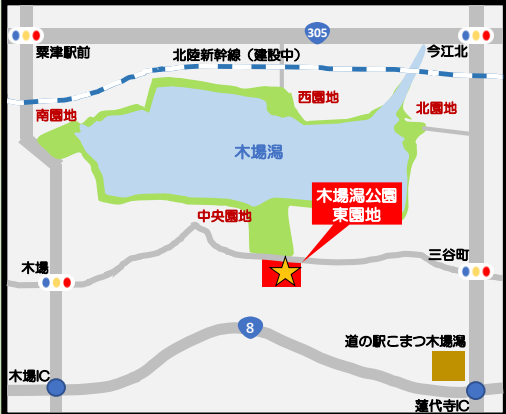 305
粟津駅前
北陸新幹線（建設中）
今江北
西園地
北園地
南園地
木場潟
木場潟公園
東園地
中央園地
三谷町
木場
8
道の駅こまつ木場潟
木場IC
蓮代寺IC